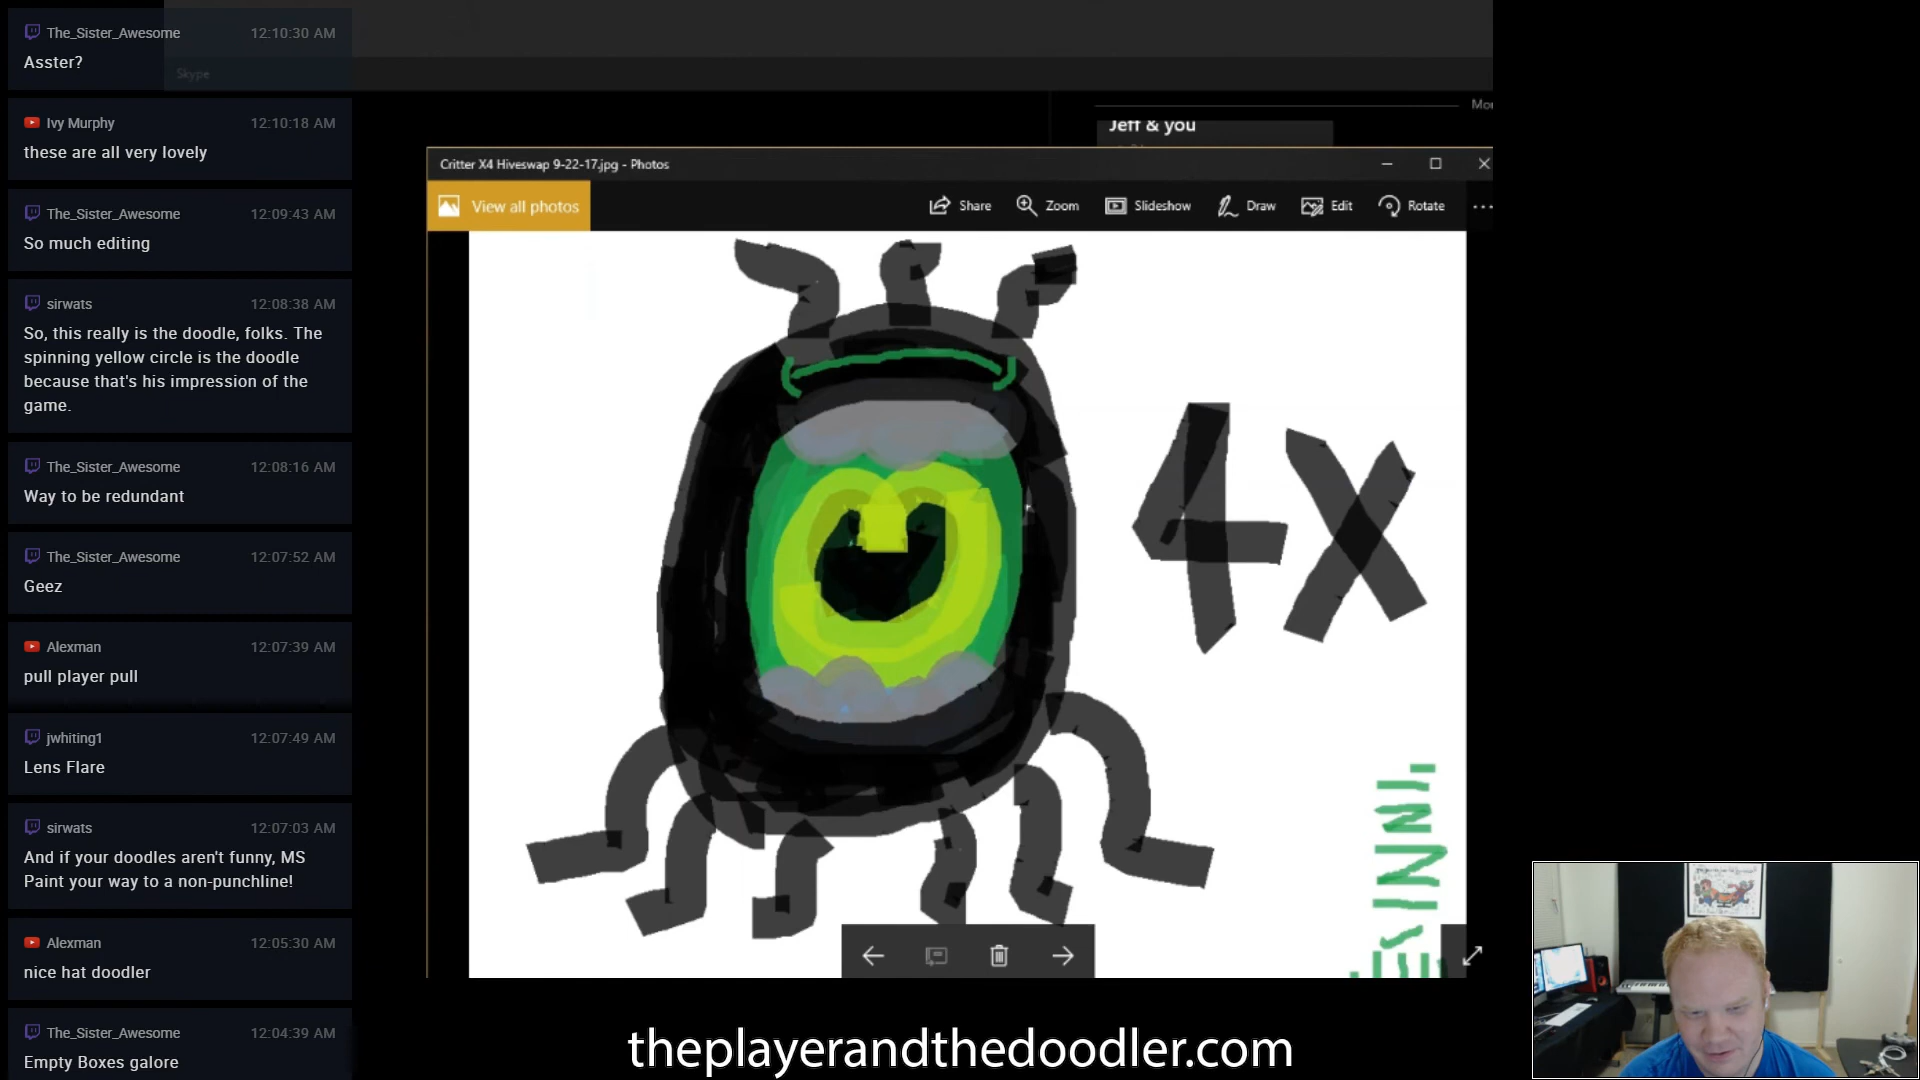 The_Sister_Awesome 12:10:30 AM
Asster?
Ivy Murphy 12:10:18 AM
these are all very lovely
The_Sister_Awesome 12:09:43 AM
So much editing
sirwats 12:08:38 AM
So, this really is the doodle, folks. The
spinning yellow circle is the doodle
because that's his impression of the
game.
The_Sister_Awesome 12:08:16 AM
Way to be redundant
The_Sister_Awesome 12:07:52 AM
Geez
Alexman 12:07:39 AM
pull player pull
jwhiting1 12:07:49 AM
Lens Flare
sirwats 12:07:03 AM
And if your doodles aren't funny, MS
Paint your way to a non-punchline!
Alexman 12:05:30 AM
nice hat doodler
The_Sister_Awesome 12:04:39 AM
Empty Boxes galore
Skype
Jeff & you
Critter X4 Hiveswap 9-22-17.jpg - Photos
View all photos
Share Zoom Slideshow Draw Edit Rotate
4X
theplayerandthedoodler.com